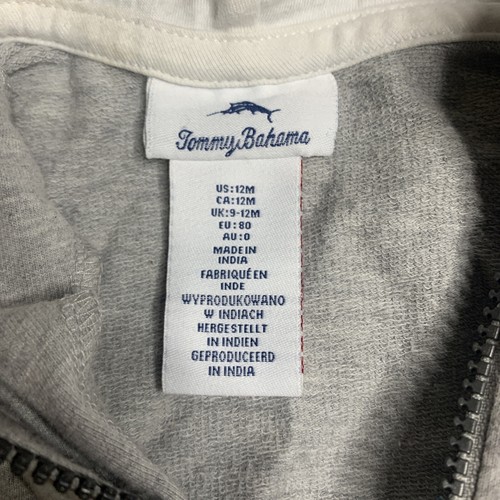 Tommy Bahama
US:12M
CA:12M
UK:9-12M
EU:80
AU:0
MADE IN
INDIA
FABRIQUÉ EN
INDE
WYPRODUKOWANO
W INDIACH
HERGESTELLT
IN INDIEN
GEPRODUCEERD
IN INDIA